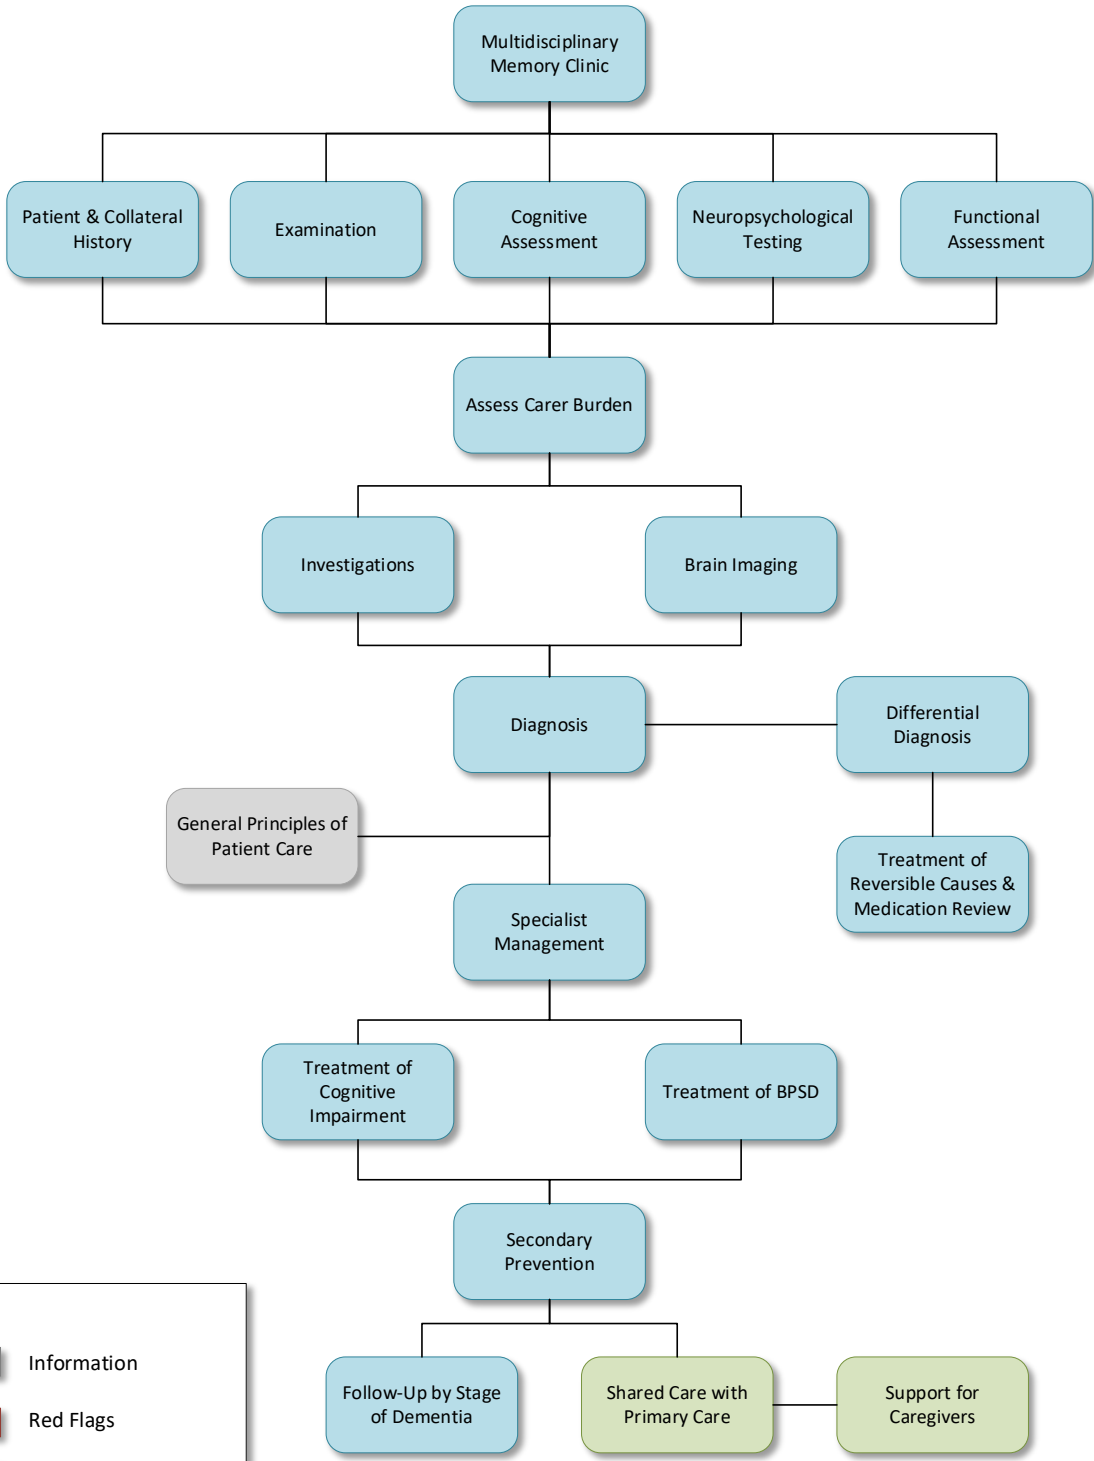 Multidisciplinary
Memory Clinic
Patient & Collateral
History
Examination
Cognitive
Assessment
Neuropsychological
Testing
Functional
Assessment
Assess Carer Burden
Investigations
Brain Imaging
Diagnosis
Differential
Diagnosis
General Principles of
Patient Care
Treatment of
Reversible Causes &
Medication Review
Specialist
Management
Treatment of
Cognitive
Impairment
Treatment of BPSD
Secondary
Prevention
Information
Red Flags
Follow-Up by Stage
of Dementia
Shared Care with
Primary Care
Support for
Caregivers